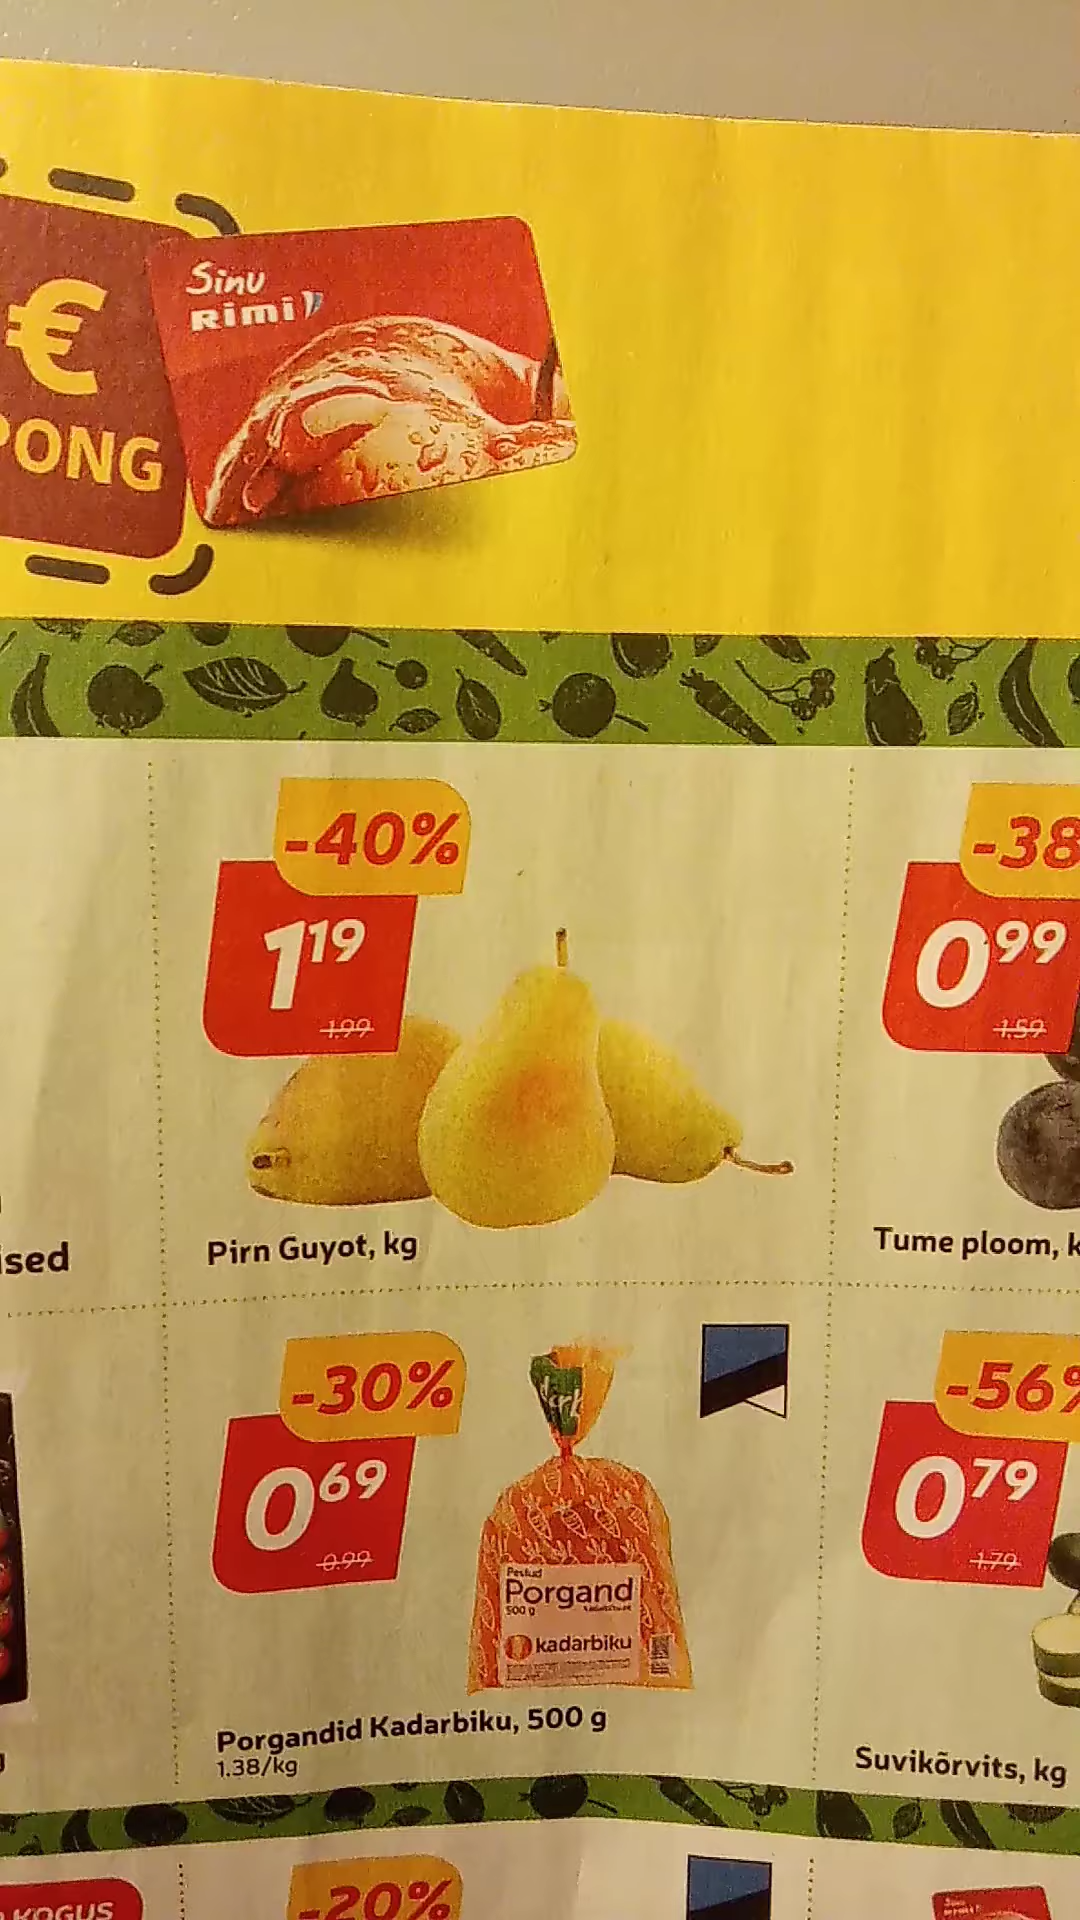 €
PONG
Sinu
Rimi
-40%
1 19
1.99
Pirn Guyot, kg
-38
0 99
1.59
Tume ploom, k
ised
-30%
0 69
0.99
Pestud
Porgand
500 g
kadarbiku
Porgandid Kadarbiku, 500 g
1.38/kg
-56%
0 79
1.79
Suvikõrvits, kg
KOGUS
-20%